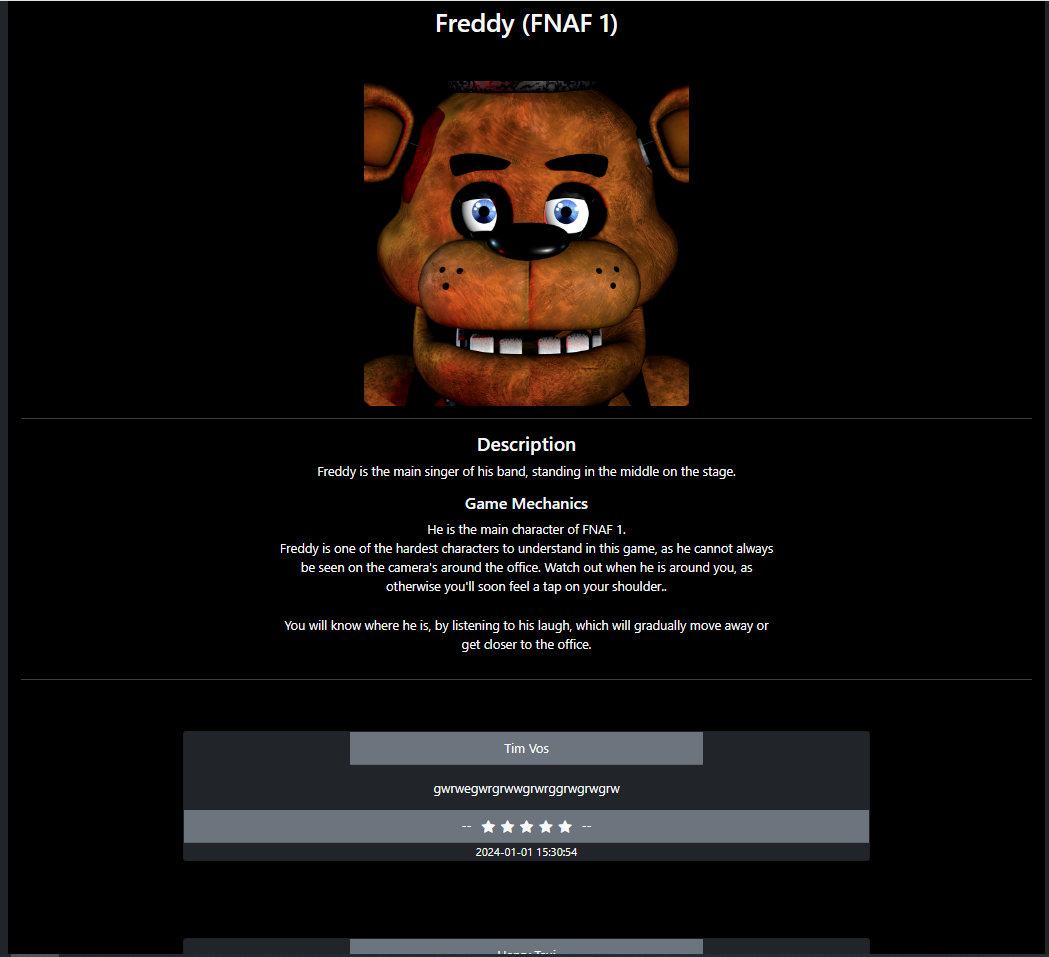 Freddy (FNAF 1)
Description
Freddy is the main singer of his band, standing in the middle on the stage.
Game Mechanics
He is the main character of FNAF 1.
Freddy is one of the hardest characters to understand in this game, as he cannot always
be seen on the camera's around the office. Watch out when he is around you, as
otherwise you'll soon feel a tap on your shoulder..
You will know where he is, by listening to his laugh, which will gradually move away or
get closer to the office.
Tim Vos
gwrwegwrgrwwgrwrggrwgrwgrw
-- ★ ★ ★ ★ ★ --
2024-01-01 15:30:54